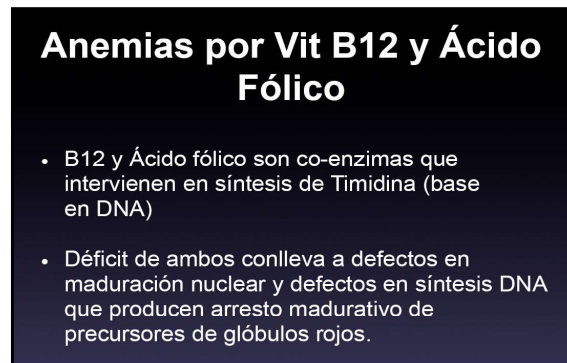 Anemias por Vit B12 y Ácido
Fólico
• B12 y Ácido fólico son co-enzimas que
intervienen en síntesis de Timidina (base
en DNA)
• Déficit de ambos conlleva a defectos en
maduración nuclear y defectos en síntesis DNA
que producen arresto madurativo de
precursores de glóbulos rojos.